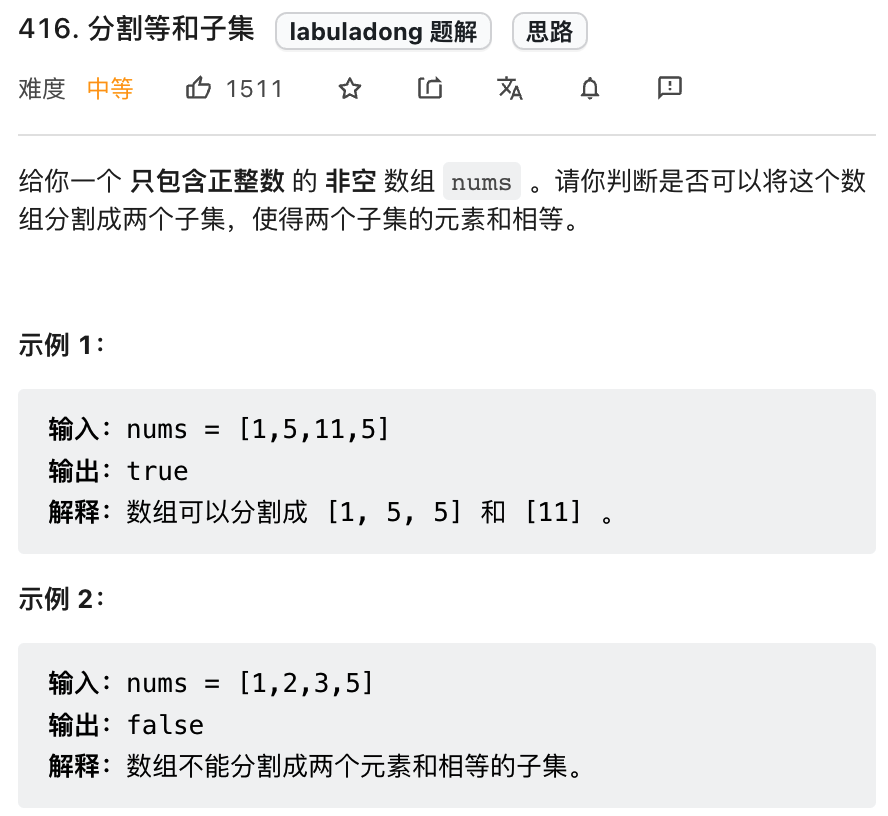 416. 分割等和子集 labuladong 题解 思路
难度 中等 1511
给你一个 只包含正整数 的 非空 数组 nums 。请你判断是否可以将这个数
组分割成两个子集，使得两个子集的元素和相等。
示例 1：
输入：nums = [1,5,11,5]
输出：true
解释：数组可以分割成 [1, 5, 5] 和 [11] 。
示例 2：
输入：nums = [1,2,3,5]
输出：false
解释：数组不能分割成两个元素和相等的子集。